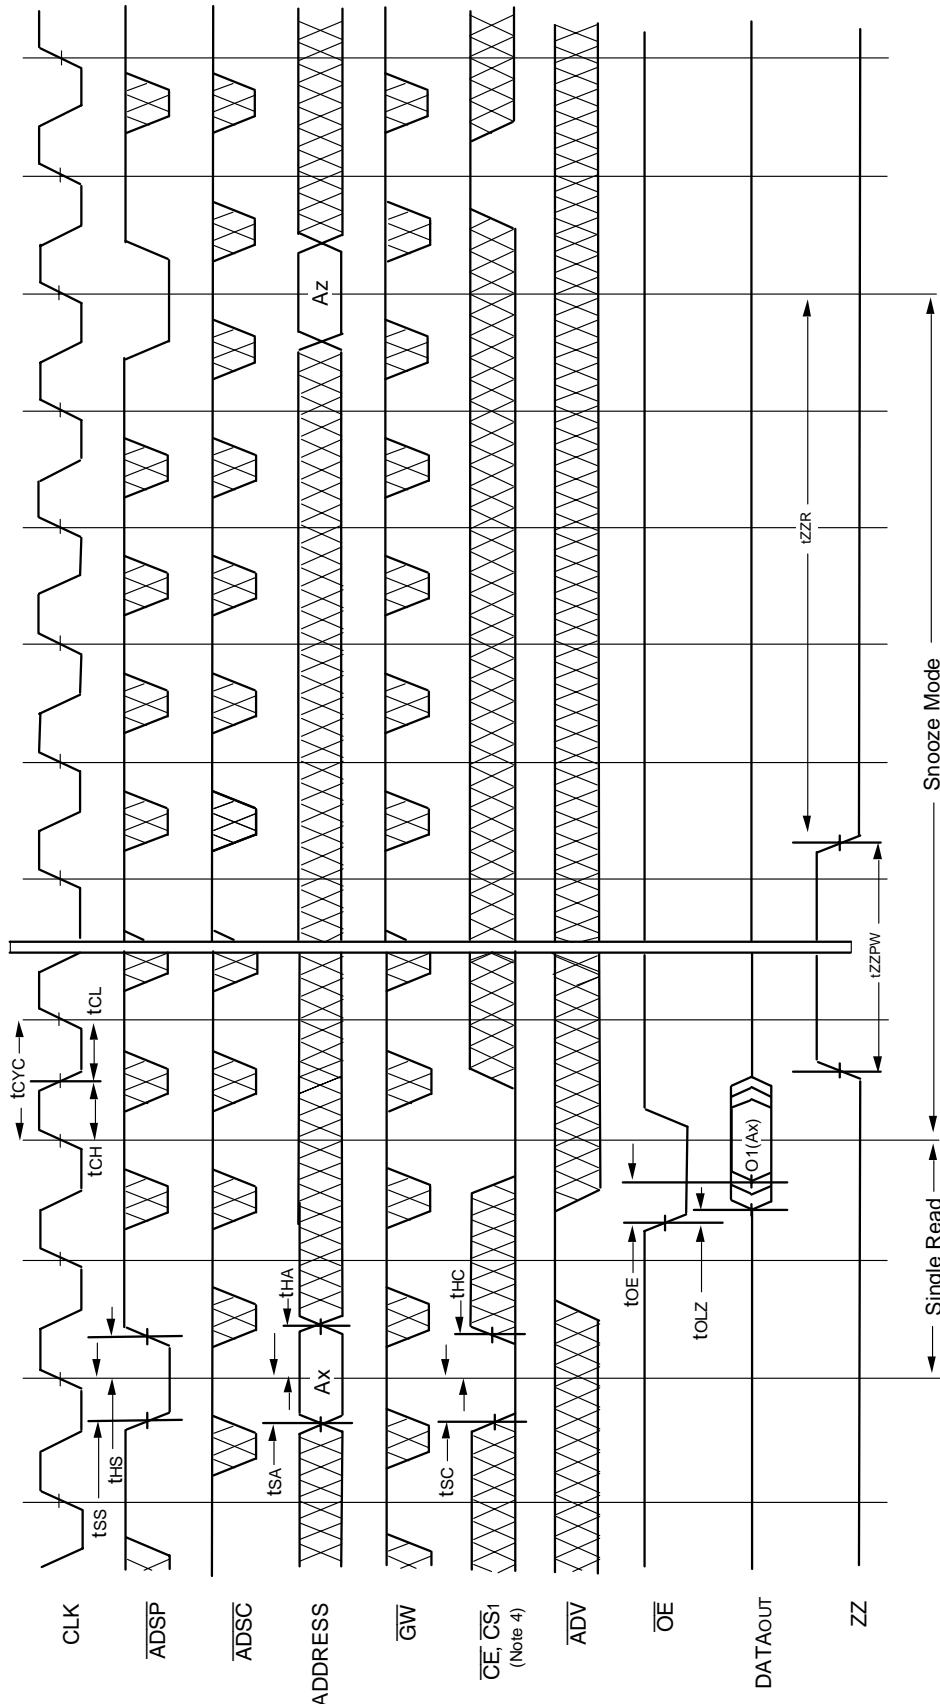 CLK
ADSP
ADSC
ADDRESS
GW
CE, CS1
(Note 4)
ADV
OE
DATAOUT
ZZ
tCYC
tCH
tCL
tSS
tHS
tSA
tHA
Ax
Az
tSC
tHC
tOE
tOLZ
O1(Ax)
tZZPW
tZZR
Single Read
Snooze Mode